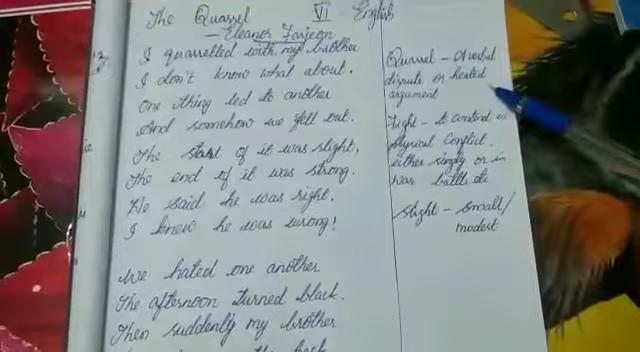 The Quarrel VI English
— Eleanor Farjeon
I quarrelled with my brother
I don't know what about,
One thing led to another
And somehow we fell out.
The start of it was slight,
The end of it was strong.
He said he was right,
I knew he was wrong!
We hated one another
The afternoon turned black.
Then suddenly my brother
Quarrel – A verbal
dispute or heated
argument
Fight – to contend in
physical conflict.
either singly or in
war battle etc
slight – small/
modest